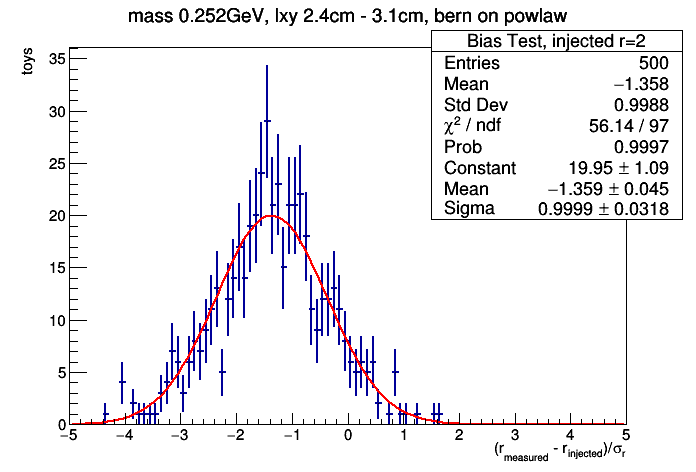 mass 0.252GeV, lxy 2.4cm - 3.1cm, bern on powlaw
Bias Test, injected r=2
Entries 500
Mean −1.358
Std Dev 0.9988
χ² / ndf 56.14 / 97
Prob 0.9997
Constant 19.95 ± 1.09
Mean −1.359 ± 0.045
Sigma 0.9999 ± 0.0318
toys
35
30
25
20
15
10
5
0
−5 −4 −3 −2 −1 0 1 2 3 4 5
(r_measured - r_injected)/σ_r